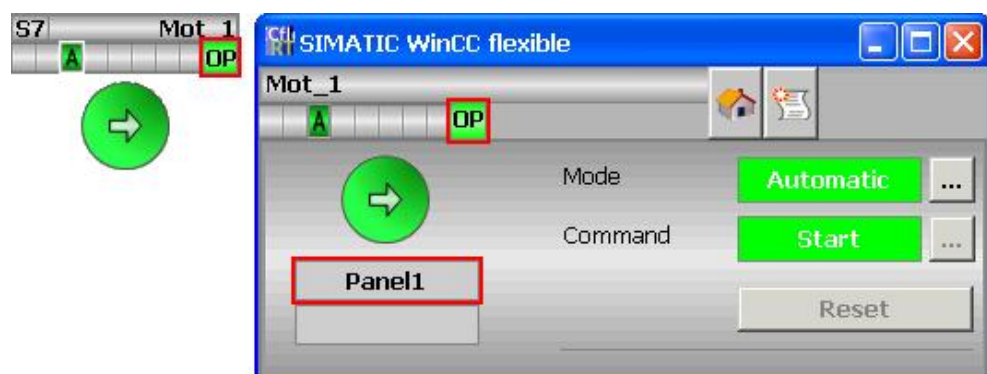 S7 Mot_1
A OP
SIMATIC WinCC flexible
Mot_1
A OP
Mode Automatic ...
Command Start ...
Panel1
Reset